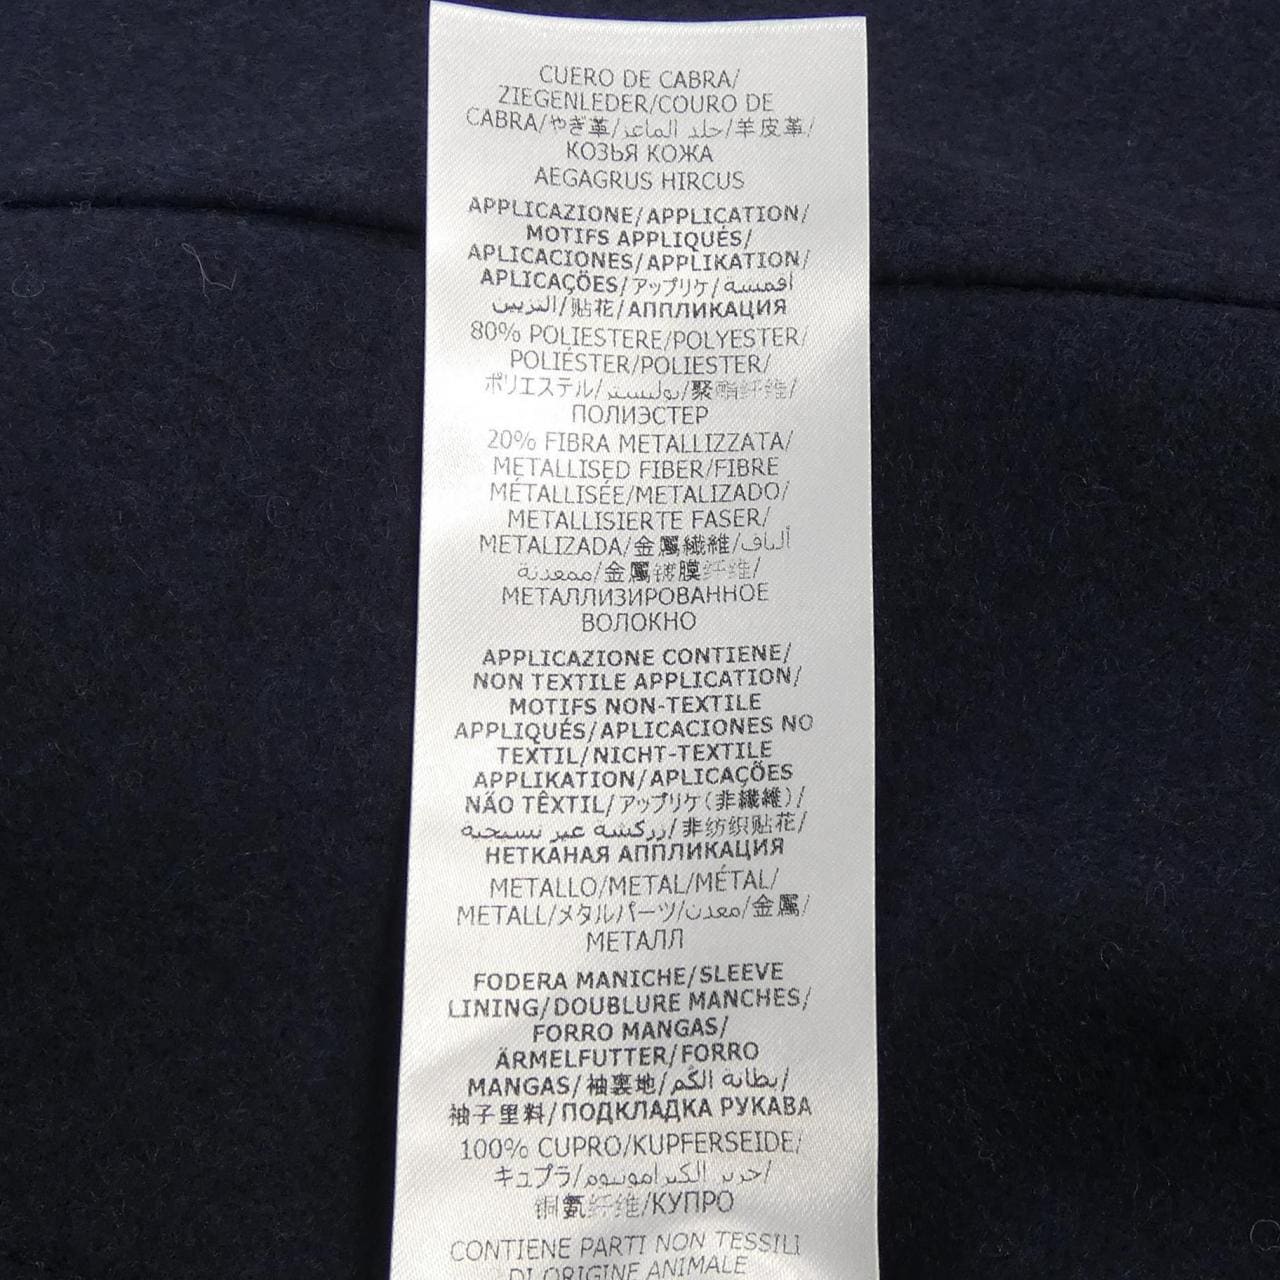 CUERO DE CABRA/
ZIEGENLEDER/COURO DE
CABRA/やぎ革/جلد الماعز/羊皮革/
КОЗЬЯ КОЖА
AEGAGRUS HIRCUS
APPLICAZIONE/APPLICATION/
MOTIFS APPLIQUÉS/
APLICACIONES/APPLIKATION/
APLICAÇÕES/アップリケ/اقمسة
التزيين/贴花/АППЛИКАЦИЯ
80% POLIESTERE/POLYESTER/
POLIÉSTER/POLIESTER/
ポリエステル/بوليستر/聚酯纤维/
ПОЛИЭСТЕР
20% FIBRA METALLIZZATA/
METALLISED FIBER/FIBRE
MÉTALLISÉE/METALIZADO/
METALLISIERTE FASER/
METALIZADA/金属繊維/ألياف
ممعدنة/金属镀膜纤维/
МЕТАЛЛИЗИРОВАННОЕ
ВОЛОКНО
APPLICAZIONE CONTIENE/
NON TEXTILE APPLICATION/
MOTIFS NON-TEXTILE
APPLIQUÉS/APLICACIONES NO
TEXTIL/NICHT-TEXTILE
APPLIKATION/APLICAÇÕES
NÃO TÊXTIL/アップリケ(非繊維)/
زركشة غير نسيجية/非纺织贴花/
НЕТКАНАЯ АППЛИКАЦИЯ
METALLO/METAL/MÉTAL/
METALL/メタルパーツ/معدن/金属/
МЕТАЛЛ
FODERA MANICHE/SLEEVE
LINING/DOUBLURE MANCHES/
FORRO MANGAS/
ÄRMELFUTTER/FORRO
MANGAS/袖裏地/بطانة الكم/
袖子里料/ПОДКЛАДКА РУКАВА
100% CUPRO/KUPFERSEIDE/
キュプラ/حرير الكبرامونيوم/
铜氨纤维/КУПРО
CONTIENE PARTI NON TESSILI
DI ORIGINE ANIMALE